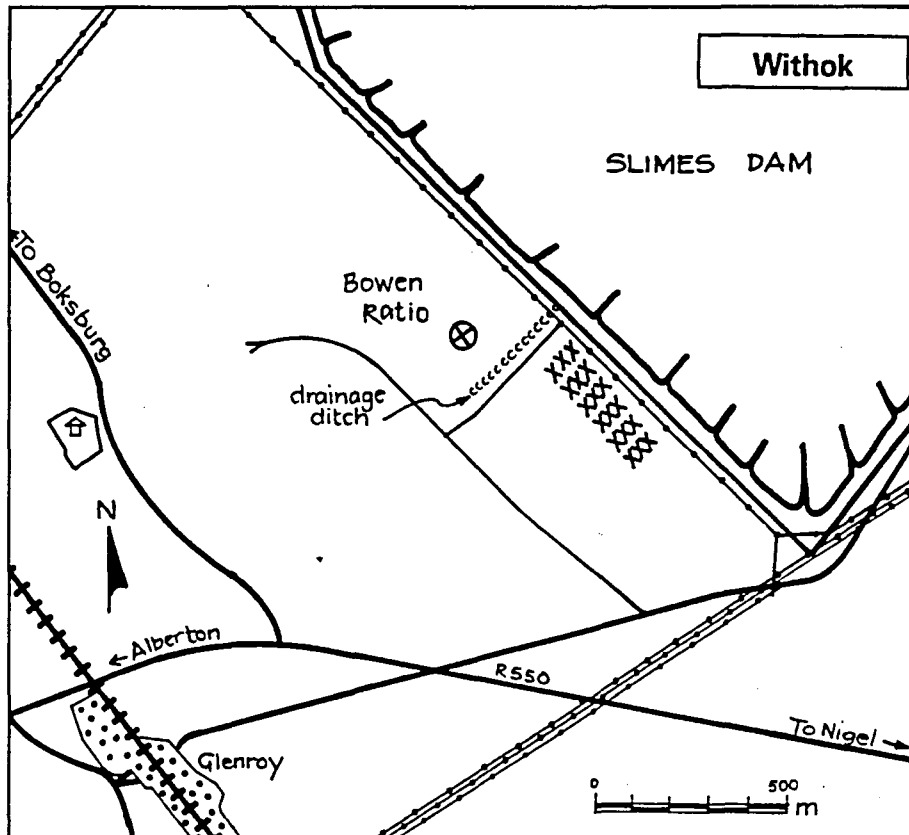 Withok
SLIMES DAM
To Boksburg
Bowen
Ratio
drainage
ditch
N
← Alberton
R550
To Nigel →
Glenroy
0 500
m